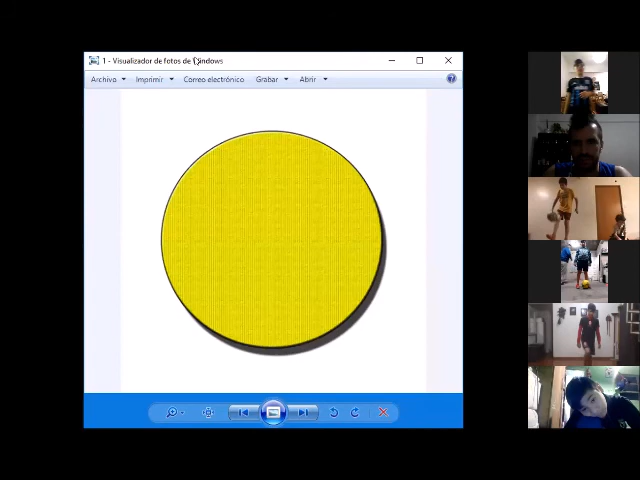 1 - Visualizador de fotos de Windows
Archivo Imprimir Correo electrónico Grabar Abrir